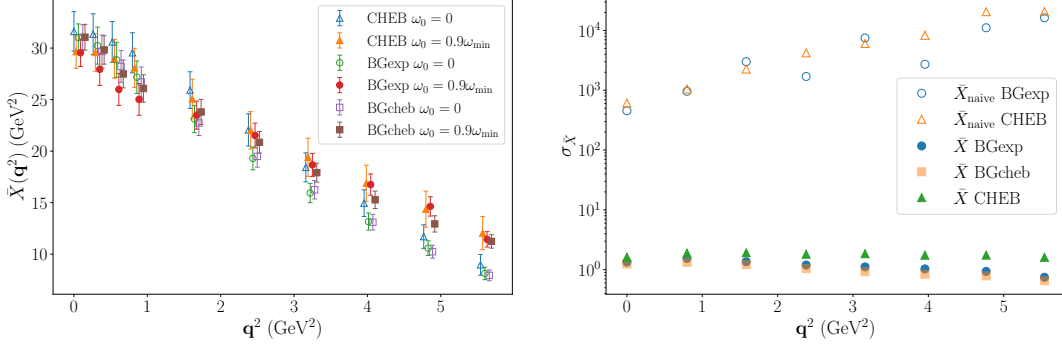 CHEB ω₀ = 0
CHEB ω₀ = 0.9ω_min
BGexp ω₀ = 0
BGexp ω₀ = 0.9ω_min
BGcheb ω₀ = 0
BGcheb ω₀ = 0.9ω_min
30
25
20
15
10
X̄(q²) (GeV²)
0
1
2
3
4
5
q² (GeV²)
10⁴
10³
10²
10¹
10⁰
σ_X̄
X̄_naive BGexp
X̄_naive CHEB
X̄ BGexp
X̄ BGcheb
X̄ CHEB
0
1
2
3
4
5
q² (GeV²)